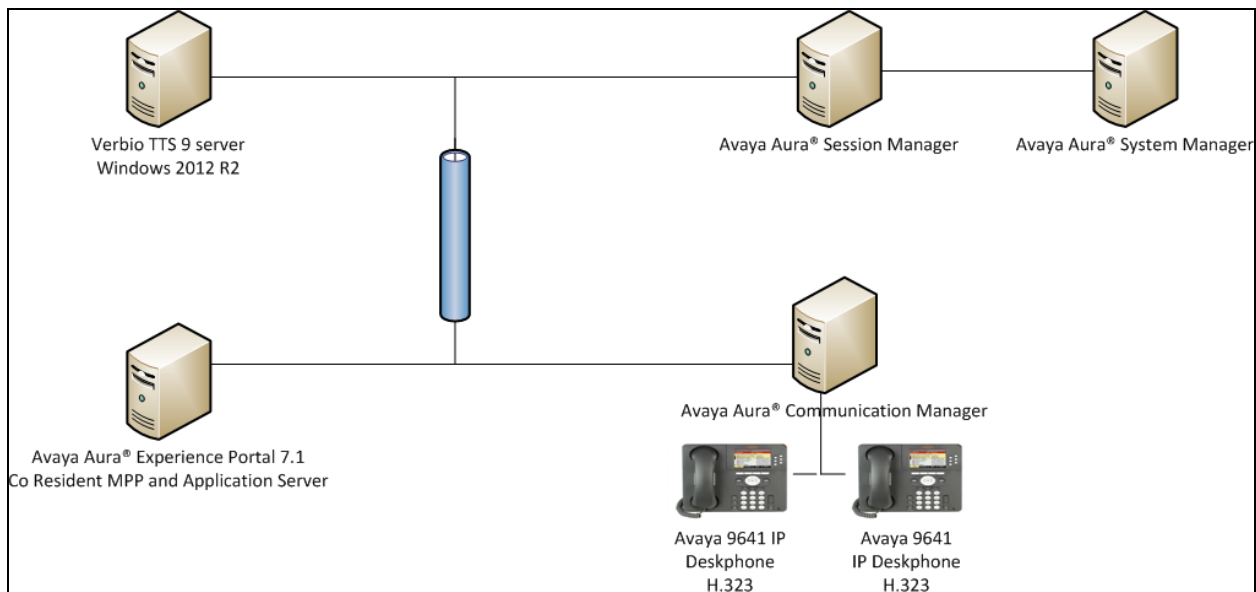 Verbio TTS 9 server
Windows 2012 R2
Avaya Aura® Session Manager
Avaya Aura® System Manager
Avaya Aura® Experience Portal 7.1
Co Resident MPP and Application Server
Avaya Aura® Communication Manager
Avaya 9641 IP
Deskphone
H.323
Avaya 9641
IP Deskphone
H.323